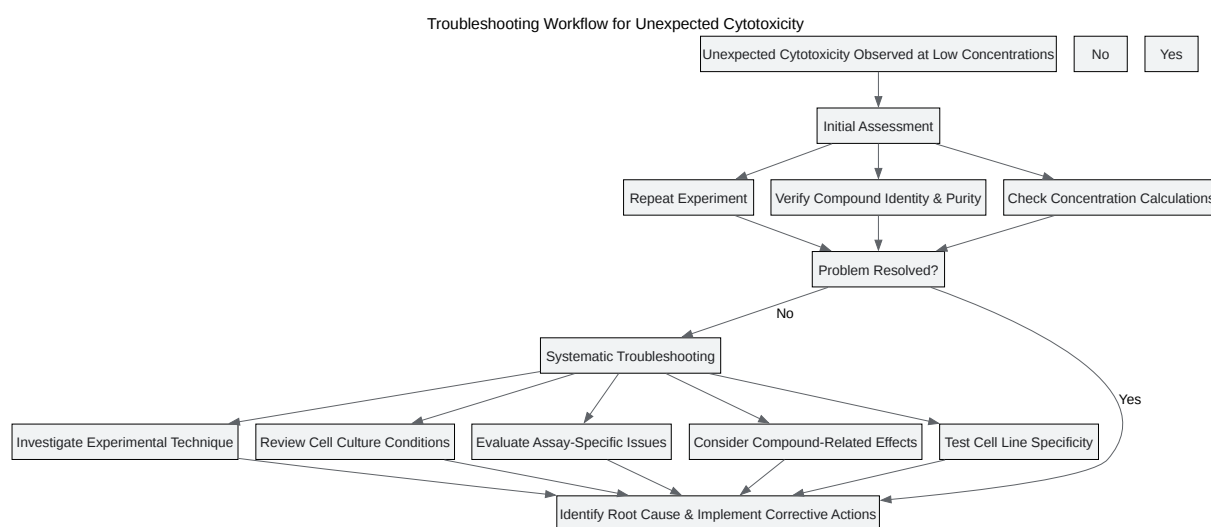 Troubleshooting Workflow for Unexpected Cytotoxicity
Unexpected Cytotoxicity Observed at Low Concentrations
No
Yes
Initial Assessment
Repeat Experiment
Verify Compound Identity & Purity
Check Concentration Calculations
Problem Resolved?
No
Systematic Troubleshooting
Yes
Investigate Experimental Technique
Review Cell Culture Conditions
Evaluate Assay-Specific Issues
Consider Compound-Related Effects
Test Cell Line Specificity
Identify Root Cause & Implement Corrective Actions